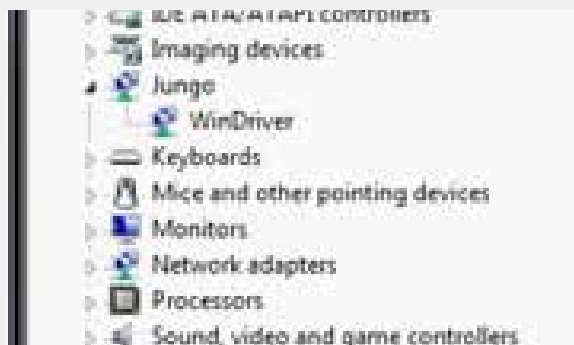 IDE ATA/ATAPI controllers
Imaging devices
Jungo
WinDriver
Keyboards
Mice and other pointing devices
Monitors
Network adapters
Processors
Sound, video and game controllers